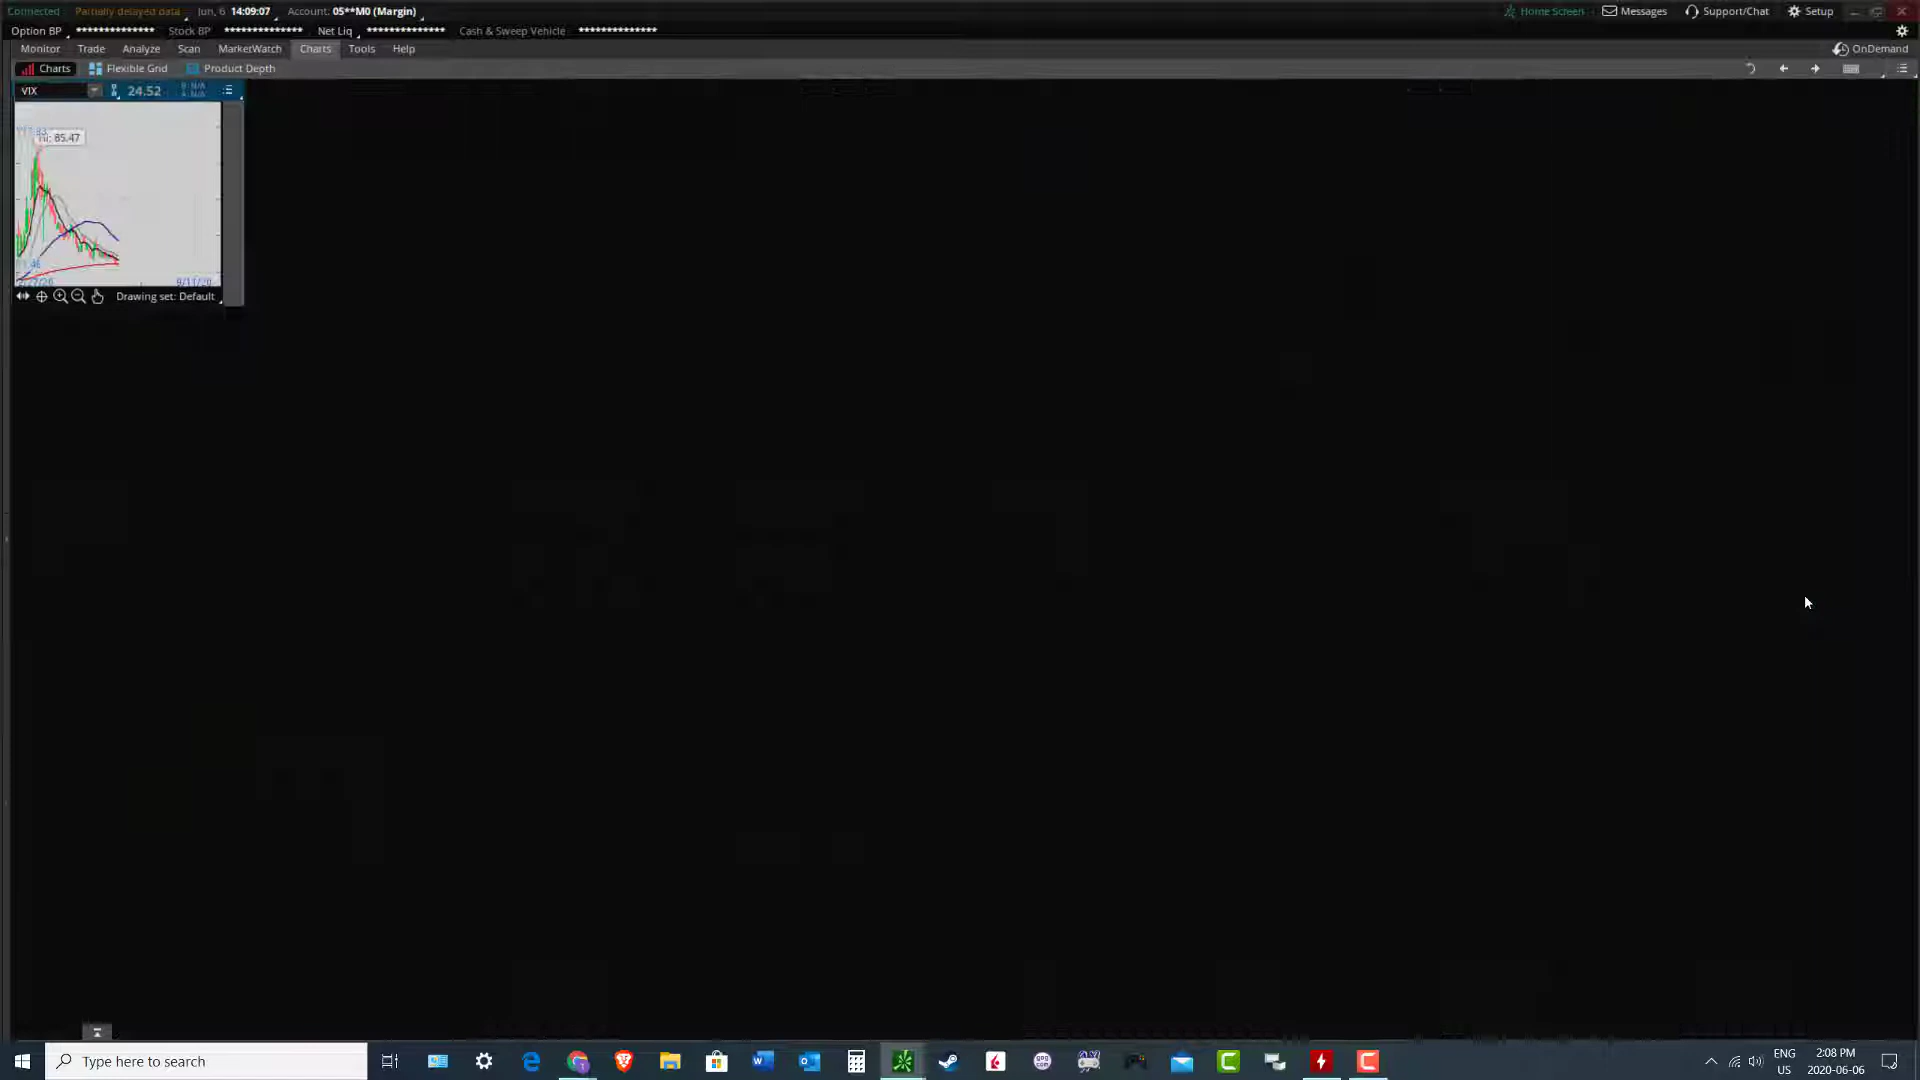 Connected Partially delayed data Jun, 6 14:09:07 Account: 05**M0 (Margin) Home Screen Messages Support/Chat Setup
Option BP ************** Stock BP ************** Net Liq ************** Cash & Sweep Vehicle **************
Monitor Trade Analyze Scan MarketWatch Charts Tools Help OnDemand
Charts Flexible Grid Product Depth
VIX 24.52 N/A
N/A
Hi: 85.47
9/11/20
Drawing set: Default
Type here to search
ENG
US
2:08 PM
2020-06-06